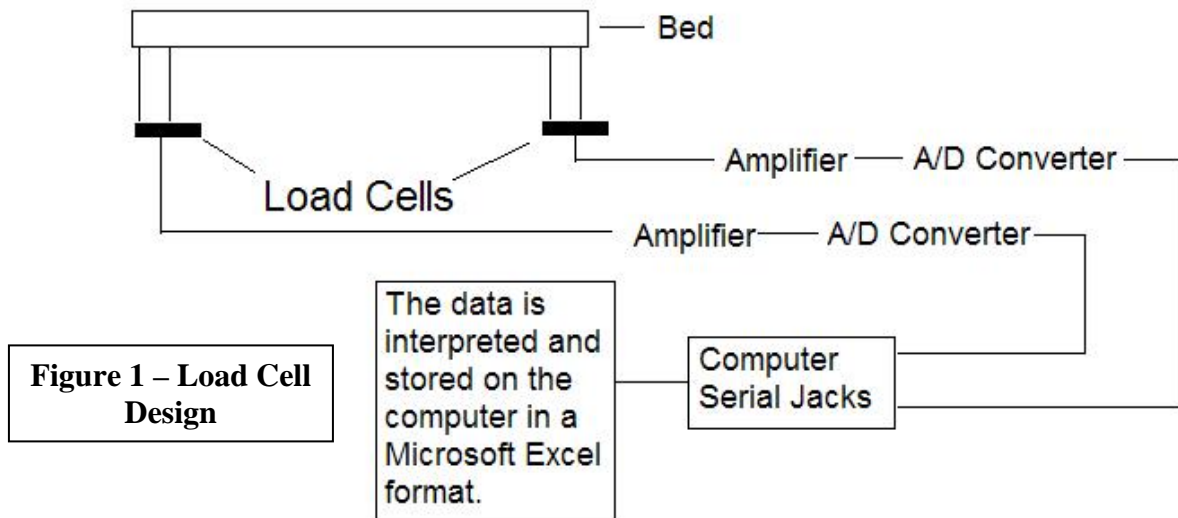 Bed
Load Cells
Amplifier
A/D Converter
Amplifier
A/D Converter
The data is
interpreted and
stored on the
computer in a
Microsoft Excel
format.
Computer
Serial Jacks
Figure 1 – Load Cell
Design